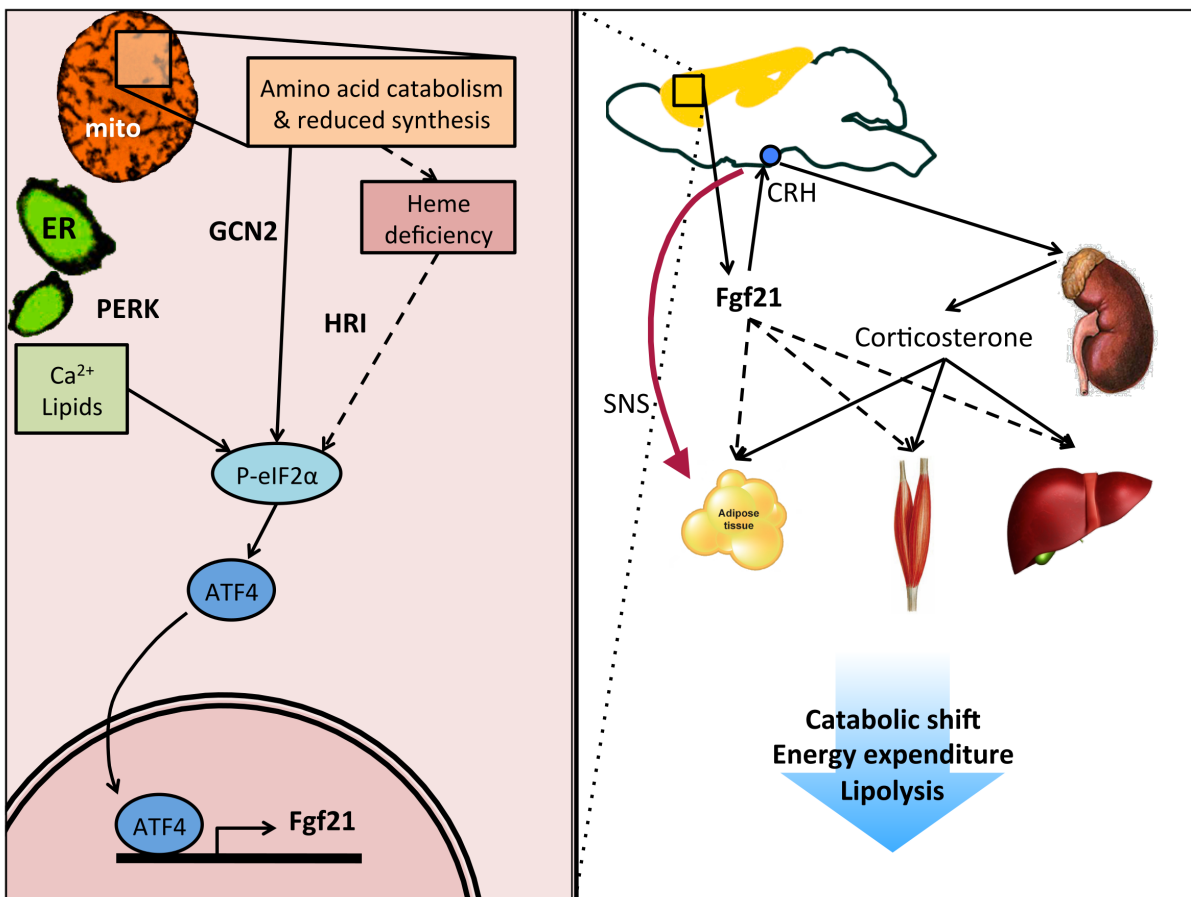 mito
Amino acid catabolism
& reduced synthesis
Heme
deficiency
ER
GCN2
PERK
HRI
Ca²⁺
Lipids
P-eIF2α
ATF4
ATF4
Fgf21
CRH
Fgf21
Corticosterone
SNS
Adipose
tissue
Catabolic shift
Energy expenditure
Lipolysis